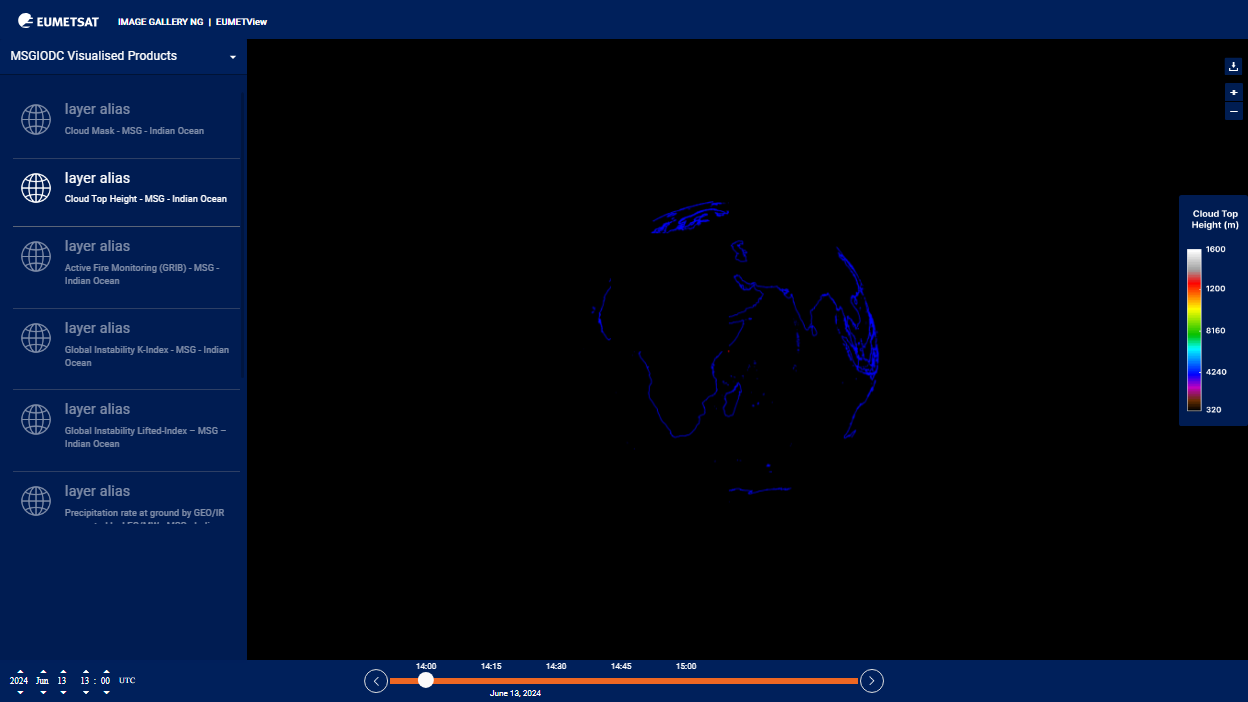 EUMETSAT
IMAGE GALLERY NG | EUMETView
MSGIODC Visualised Products
layer alias
Cloud Mask - MSG - Indian Ocean
layer alias
Cloud Top Height - MSG - Indian Ocean
layer alias
Active Fire Monitoring (GRIB) - MSG -
Indian Ocean
layer alias
Global Instability K-Index - MSG - Indian
Ocean
layer alias
Global Instability Lifted-Index – MSG –
Indian Ocean
layer alias
Precipitation rate at ground by GEO/IR
Cloud Top
Height (m)
1600
1200
8160
4240
320
2024 Jun 13 13 : 00 UTC
14:00 14:15 14:30 14:45 15:00
June 13, 2024